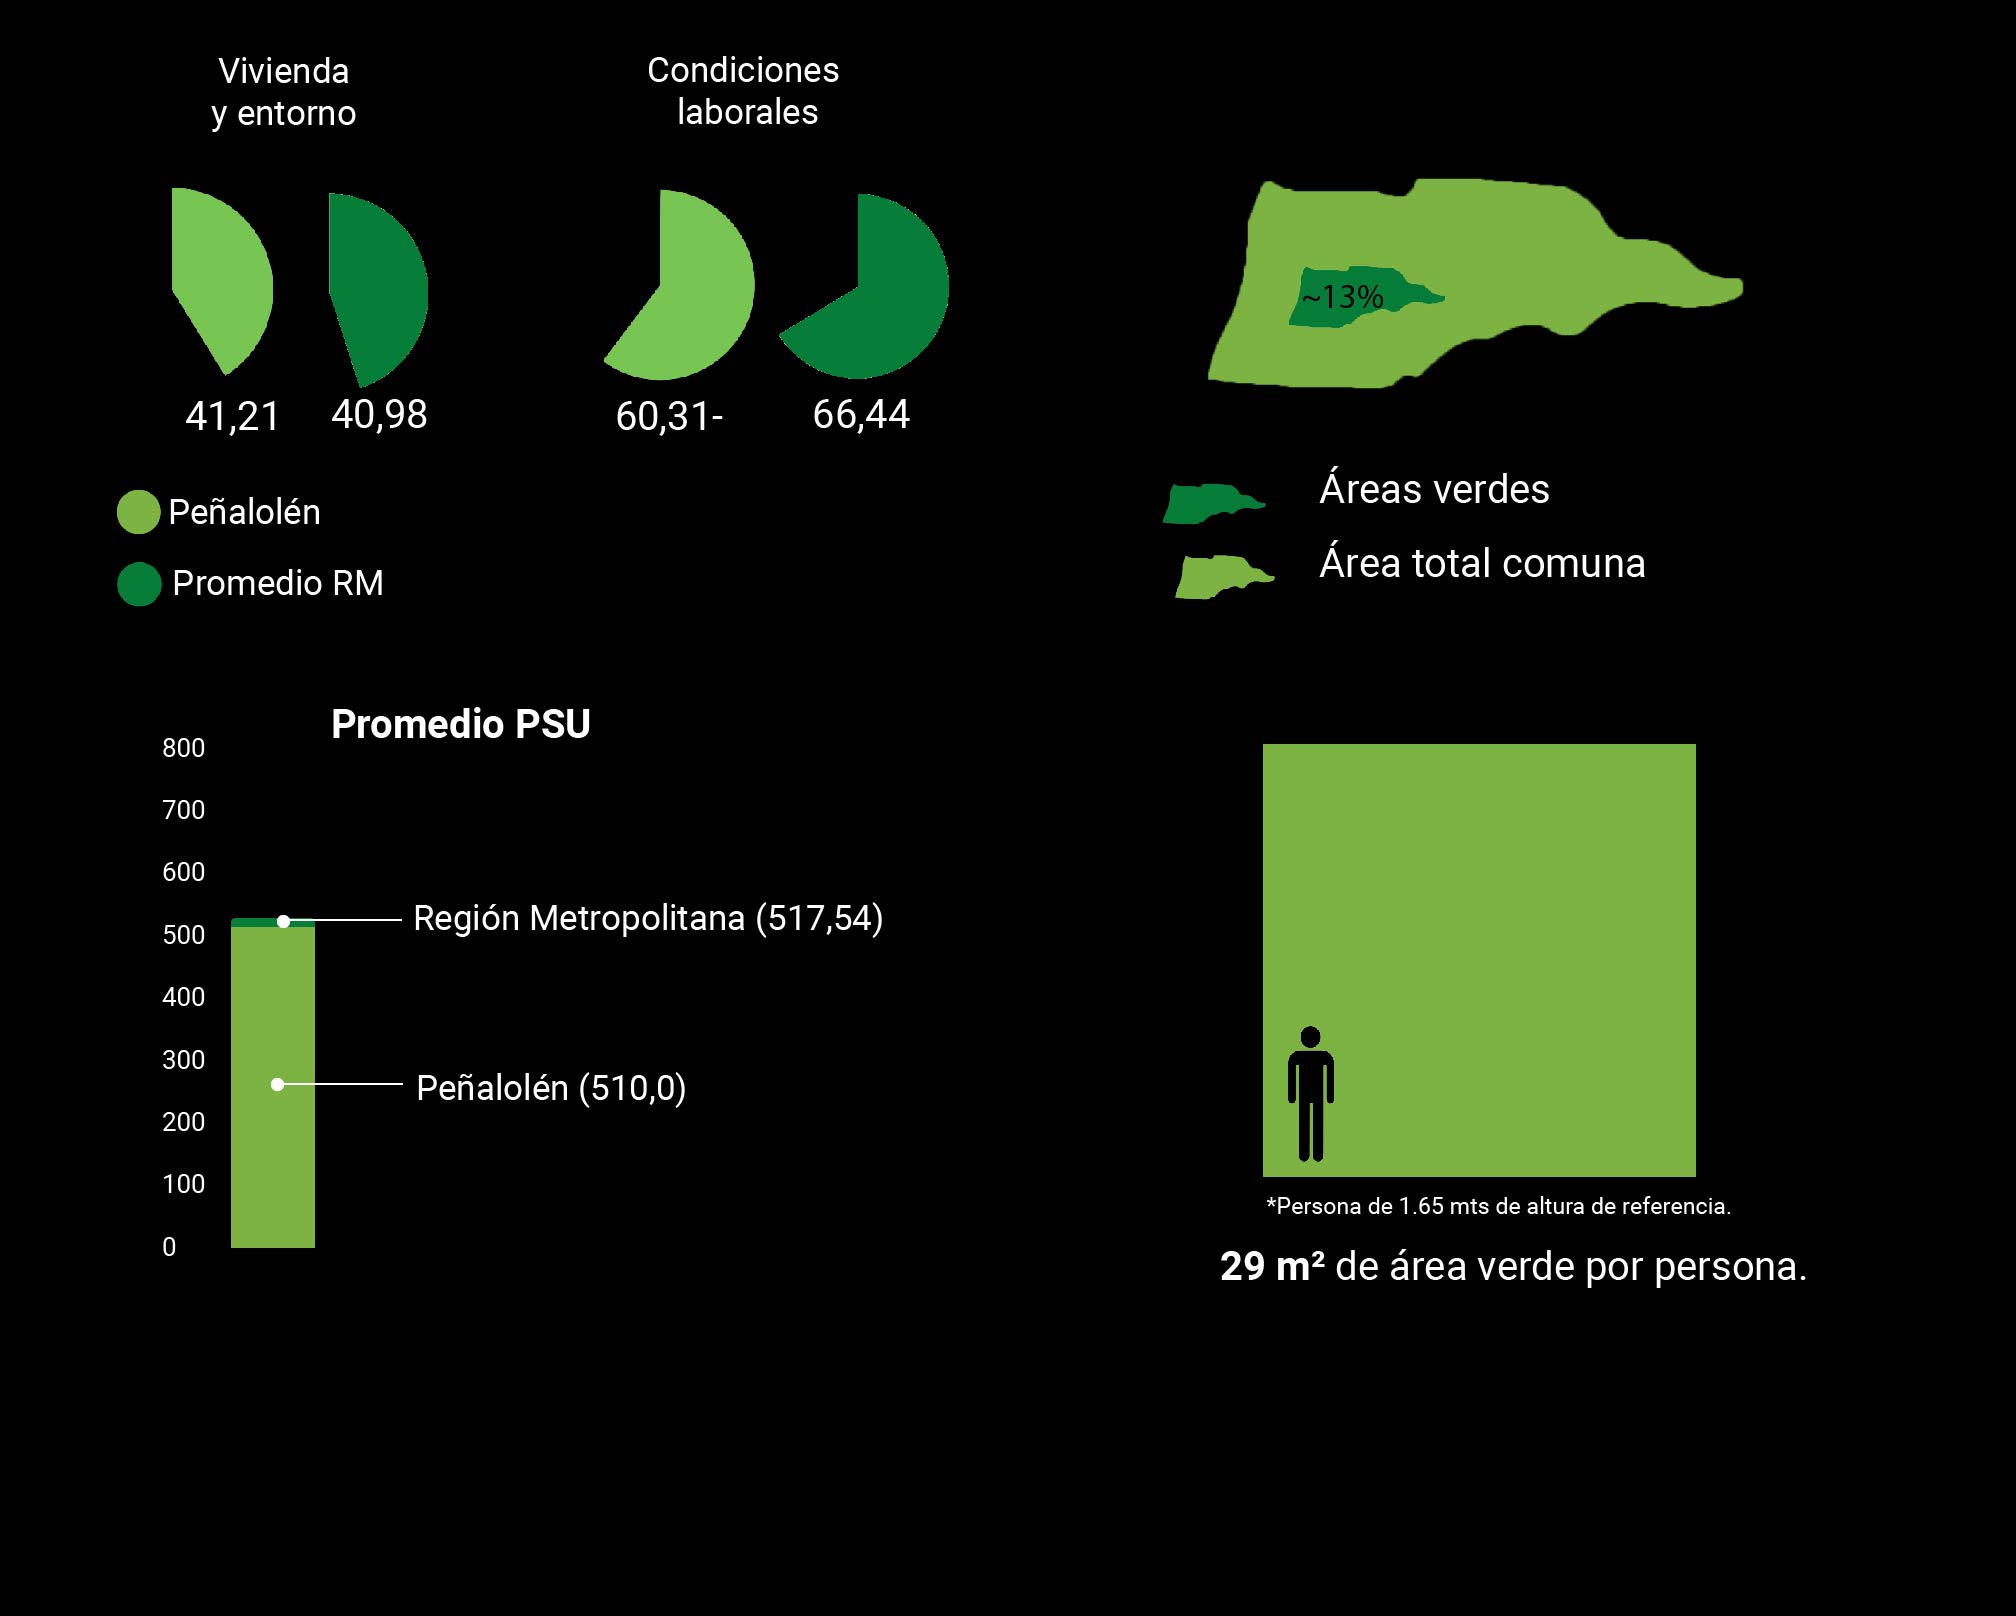 Vivienda
y entorno
Condiciones
laborales
41,21
40,98
60,31-
66,44
Peñalolén
Promedio RM
~13%
Áreas verdes
Área total comuna
Promedio PSU
800
700
600
500
400
300
200
100
0
Región Metropolitana (517,54)
Peñalolén (510,0)
*Persona de 1.65 mts de altura de referencia.
29 m² de área verde por persona.